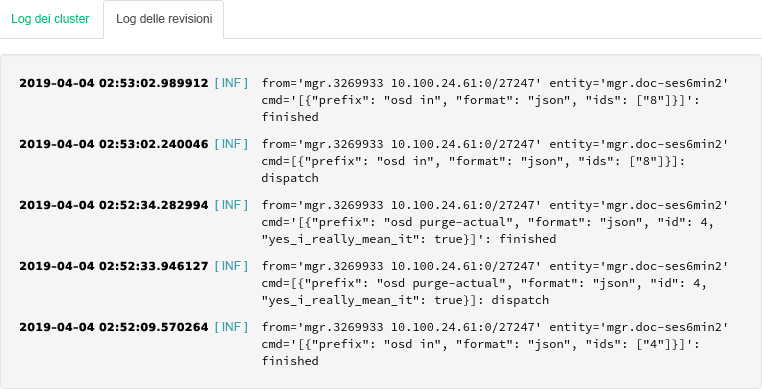 Log dei cluster
Log delle revisioni
2019-04-04 02:53:02.989912 [ INF ] from='mgr.3269933 10.100.24.61:0/27247' entity='mgr.doc-ses6min2'
cmd='[{"prefix": "osd in", "format": "json", "ids": ["8"]}]':
finished
2019-04-04 02:53:02.240046 [ INF ] from='mgr.3269933 10.100.24.61:0/27247' entity='mgr.doc-ses6min2'
cmd=[{"prefix": "osd in", "format": "json", "ids": ["8"]}]:
dispatch
2019-04-04 02:52:34.282994 [ INF ] from='mgr.3269933 10.100.24.61:0/27247' entity='mgr.doc-ses6min2'
cmd='[{"prefix": "osd purge-actual", "format": "json", "id": 4,
"yes_i_really_mean_it": true}]': finished
2019-04-04 02:52:33.946127 [ INF ] from='mgr.3269933 10.100.24.61:0/27247' entity='mgr.doc-ses6min2'
cmd=[{"prefix": "osd purge-actual", "format": "json", "id": 4,
"yes_i_really_mean_it": true}]: dispatch
2019-04-04 02:52:09.570264 [ INF ] from='mgr.3269933 10.100.24.61:0/27247' entity='mgr.doc-ses6min2'
cmd='[{"prefix": "osd in", "format": "json", "ids": ["4"]}]':
finished